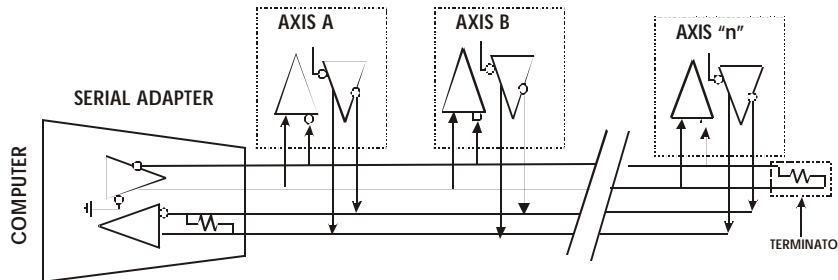 AXIS A
AXIS B
AXIS “n”
SERIAL ADAPTER
COMPUTER
TERMINATO